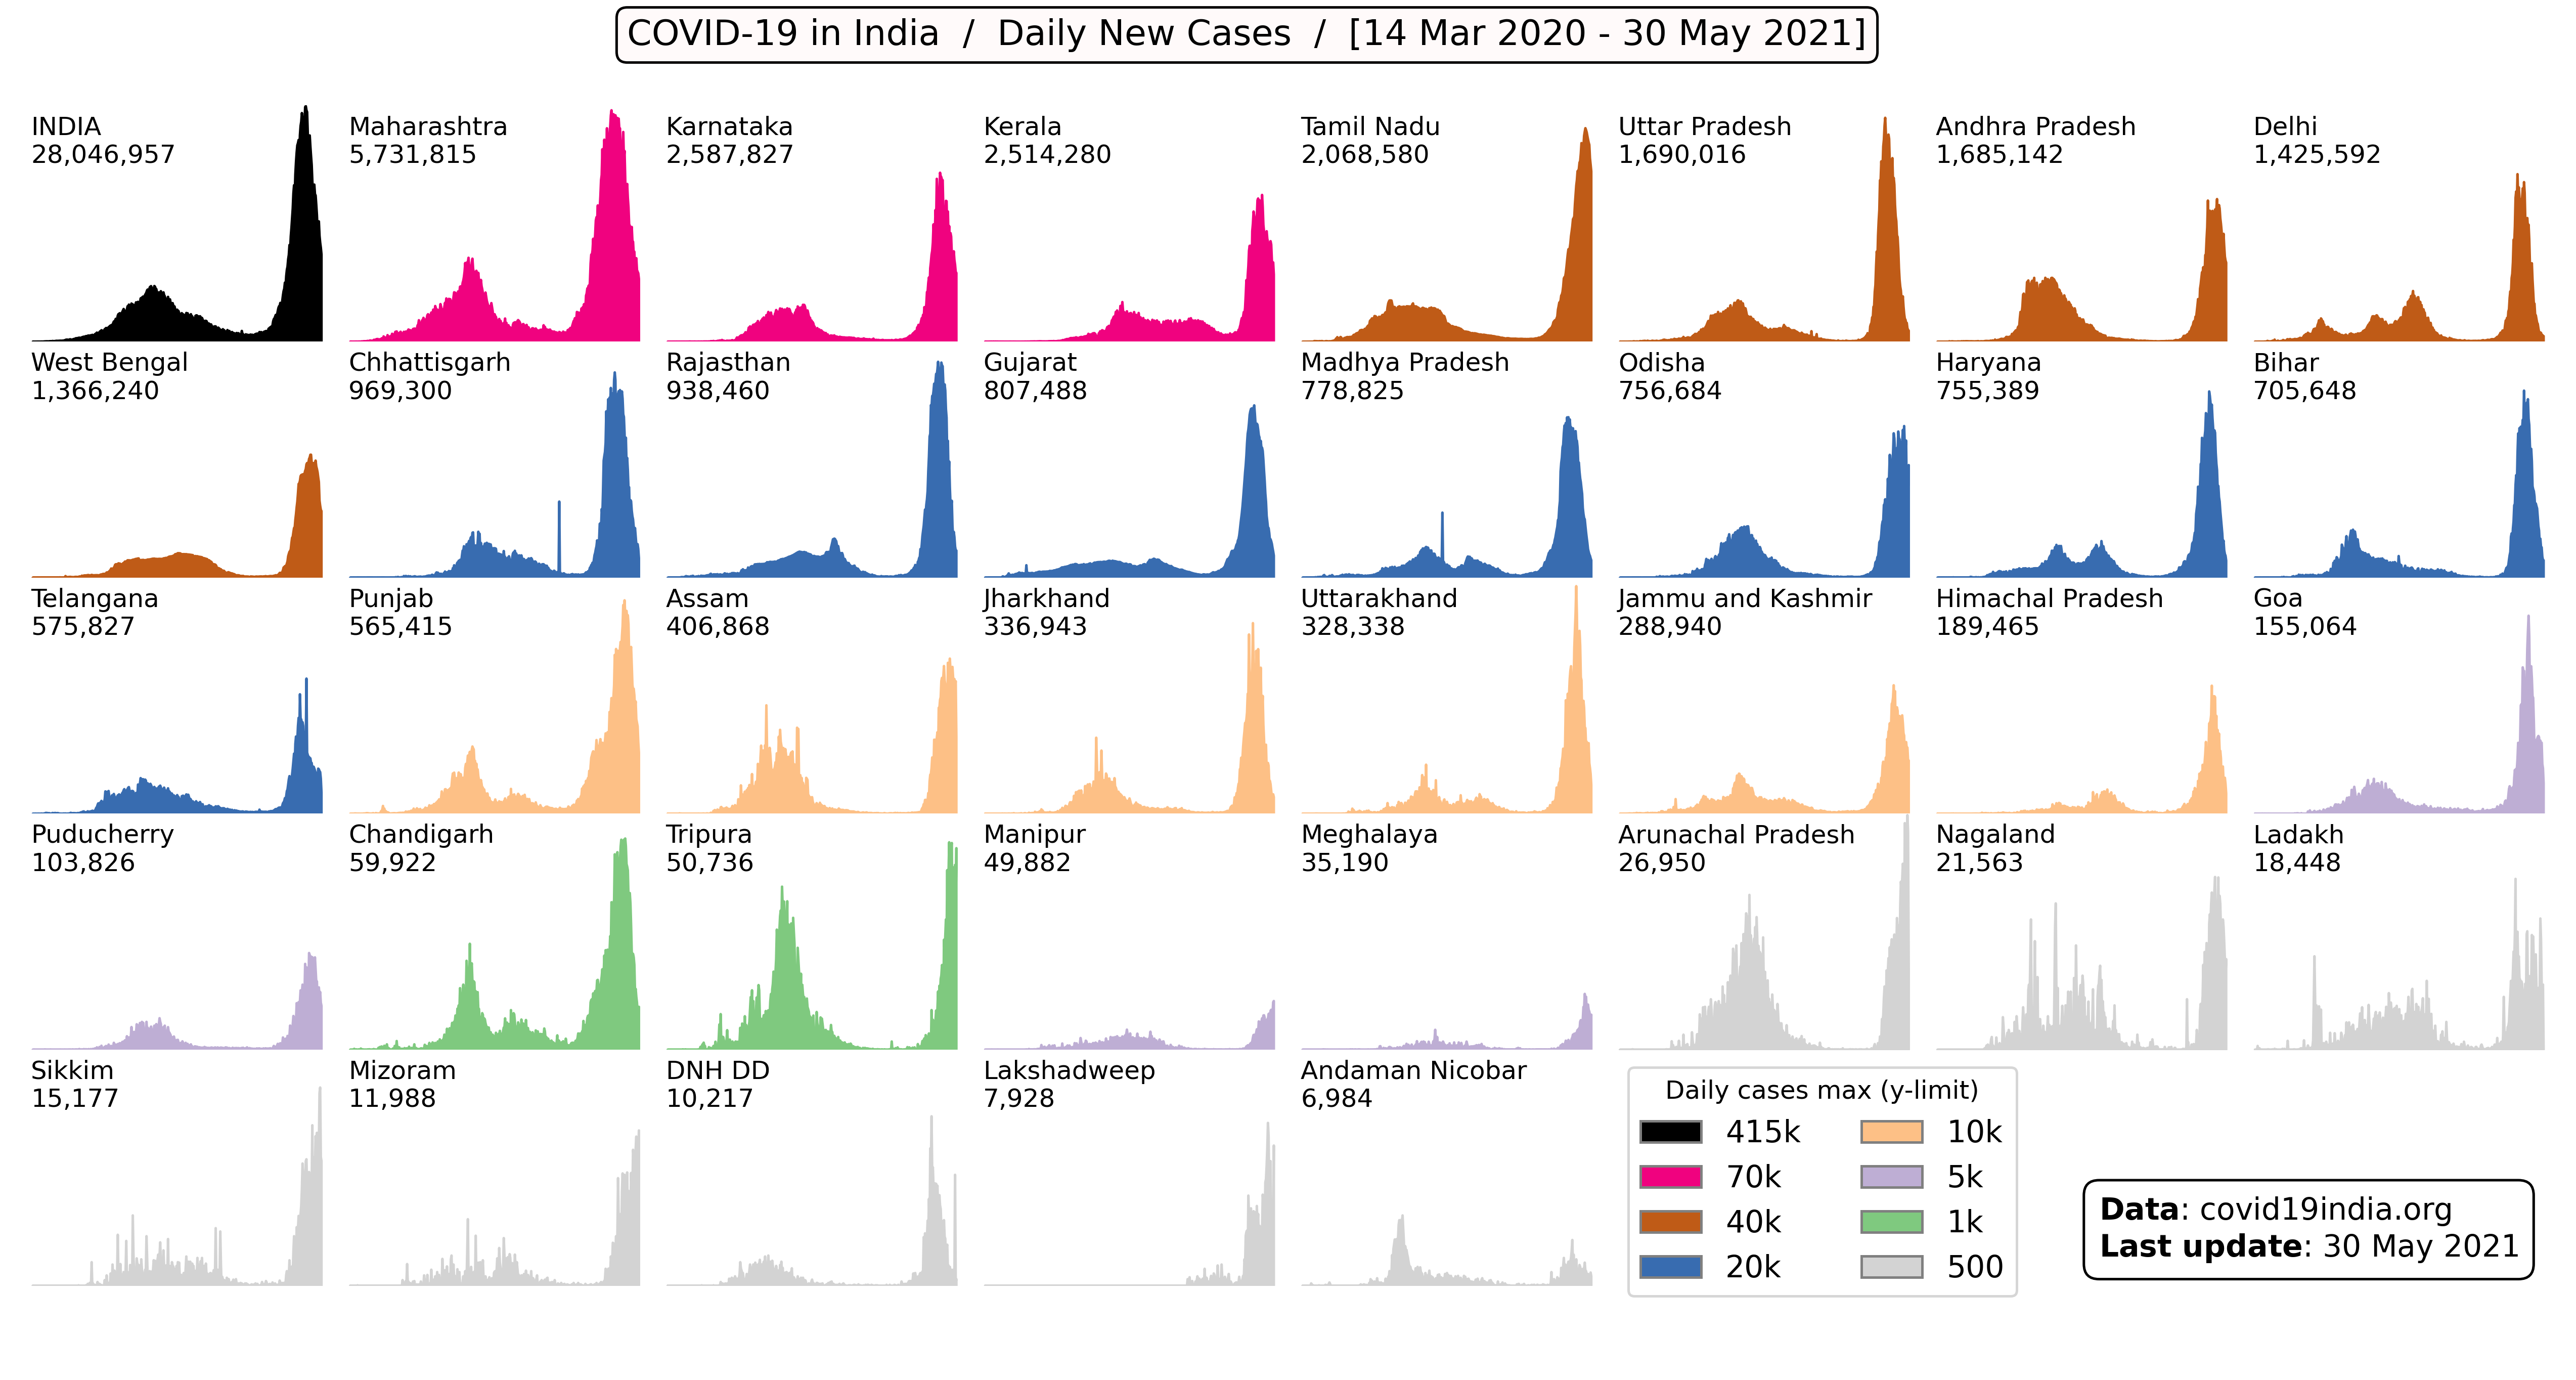 COVID-19 in India / Daily New Cases / [14 Mar 2020 - 30 May 2021]
INDIA
28,046,957
Maharashtra
5,731,815
Karnataka
2,587,827
Kerala
2,514,280
Tamil Nadu
2,068,580
Uttar Pradesh
1,690,016
Andhra Pradesh
1,685,142
Delhi
1,425,592
West Bengal
1,366,240
Chhattisgarh
969,300
Rajasthan
938,460
Gujarat
807,488
Madhya Pradesh
778,825
Odisha
756,684
Haryana
755,389
Bihar
705,648
Telangana
575,827
Punjab
565,415
Assam
406,868
Jharkhand
336,943
Uttarakhand
328,338
Jammu and Kashmir
288,940
Himachal Pradesh
189,465
Goa
155,064
Puducherry
103,826
Chandigarh
59,922
Tripura
50,736
Manipur
49,882
Meghalaya
35,190
Arunachal Pradesh
26,950
Nagaland
21,563
Ladakh
18,448
Sikkim
15,177
Mizoram
11,988
DNH DD
10,217
Lakshadweep
7,928
Andaman Nicobar
6,984
Daily cases max (y-limit)
415k
70k
40k
20k
10k
5k
1k
500
Data: covid19india.org
Last update: 30 May 2021